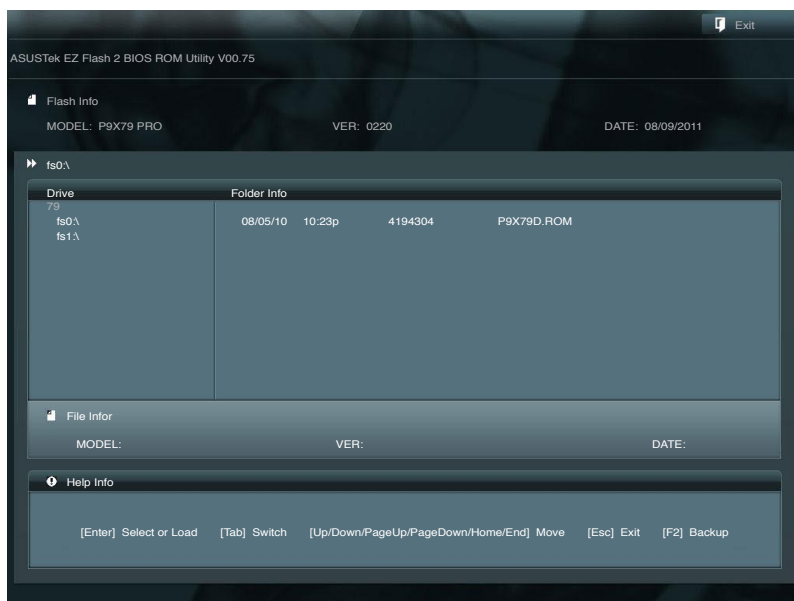 Exit
ASUSTek EZ Flash 2 BIOS ROM Utility V00.75
Flash Info
MODEL: P9X79 PRO VER: 0220 DATE: 08/09/2011
fs0:\
Drive Folder Info
79
fs0:\ 08/05/10 10:23p 4194304 P9X79D.ROM
fs1:\
File Infor
MODEL: VER: DATE:
Help Info
[Enter] Select or Load [Tab] Switch [Up/Down/PageUp/PageDown/Home/End] Move [Esc] Exit [F2] Backup